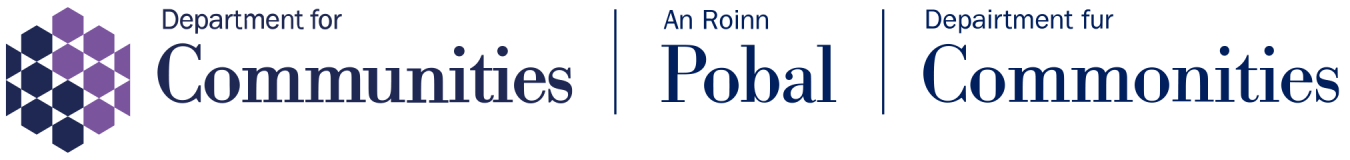 Department for
Communities
An Roinn
Pobal
Depairtment fur
Commonities